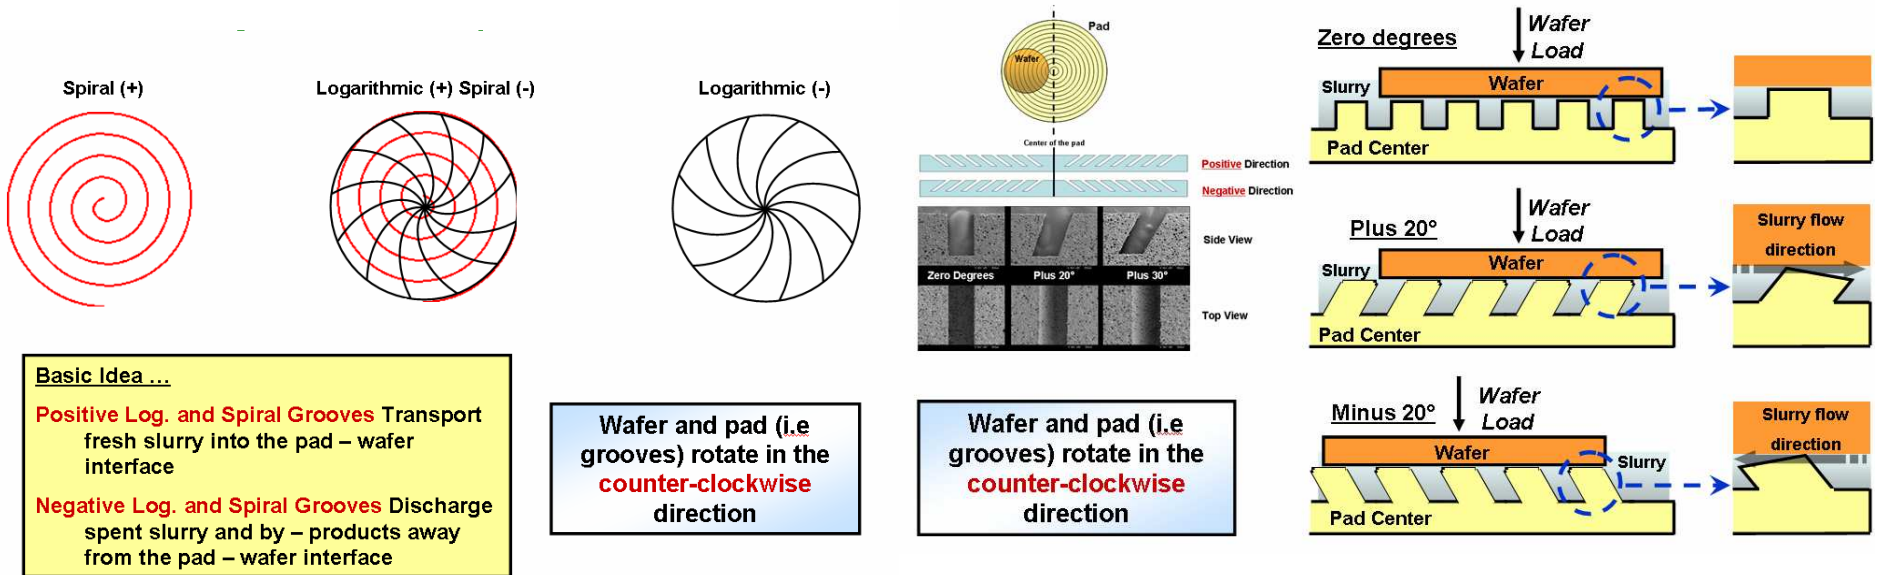 Spiral (+)
Logarithmic (+) Spiral (-)
Logarithmic (-)
Basic Idea …
Positive Log. and Spiral Grooves Transport
fresh slurry into the pad – wafer
interface
Negative Log. and Spiral Grooves Discharge
spent slurry and by – products away
from the pad – wafer interface
Wafer and pad (i.e
grooves) rotate in the
counter-clockwise
direction
Pad
Wafer
Center of the pad
Positive Direction
Negative Direction
Side View
Zero Degrees
Plus 20°
Plus 30°
Top View
Wafer and pad (i.e
grooves) rotate in the
counter-clockwise
direction
Zero degrees
Wafer
Load
Slurry
Wafer
Pad Center
Plus 20°
Wafer
Load
Slurry
Wafer
Pad Center
Slurry flow
direction
Minus 20°
Wafer
Load
Wafer
Slurry
Pad Center
Slurry flow
direction